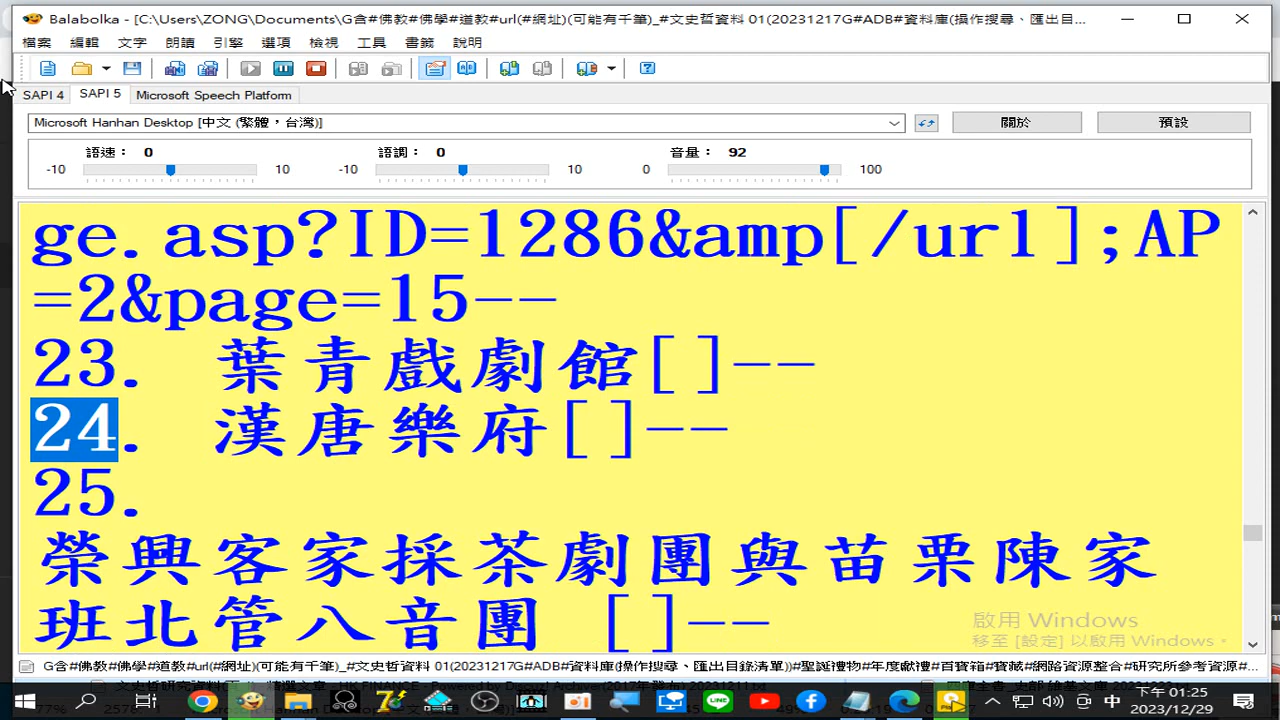 Balabolka - [C:\Users\ZONG\Documents\G含#佛教#佛學#道教#url(#網址)(可能有千筆)_#文史哲資料 01(20231217G#ADB#資料庫(操作搜尋、匯出目...
檔案 編輯 文字 朗讀 引擎 選項 檢視 工具 書籤 說明
SAPI 4 SAPI 5 Microsoft Speech Platform
Microsoft Hanhan Desktop [中文 (繁體，台灣)] 關於 預設
語速： 0 語調： 0 音量： 92
-10 10 -10 10 0 100
ge.asp?ID=1286&amp[/url];AP
=2&page=15--
23. 葉青戲劇館[]--
24. 漢唐樂府[]--
25.
榮興客家採茶劇團與苗栗陳家
班北管八音團 []--
啟用 Windows
移至 [設定] 以啟用 Windows。
G含#佛教#佛學#道教#url(#網址)(可能有千筆)_#文史哲資料 01(20231217G#ADB#資料庫(操作搜尋、匯出目錄清單))#聖誕禮物#年度獻禮#百寶箱#寶藏#網路資源整合#研究所參考資源#...
下午 01:25
中
2023/12/29